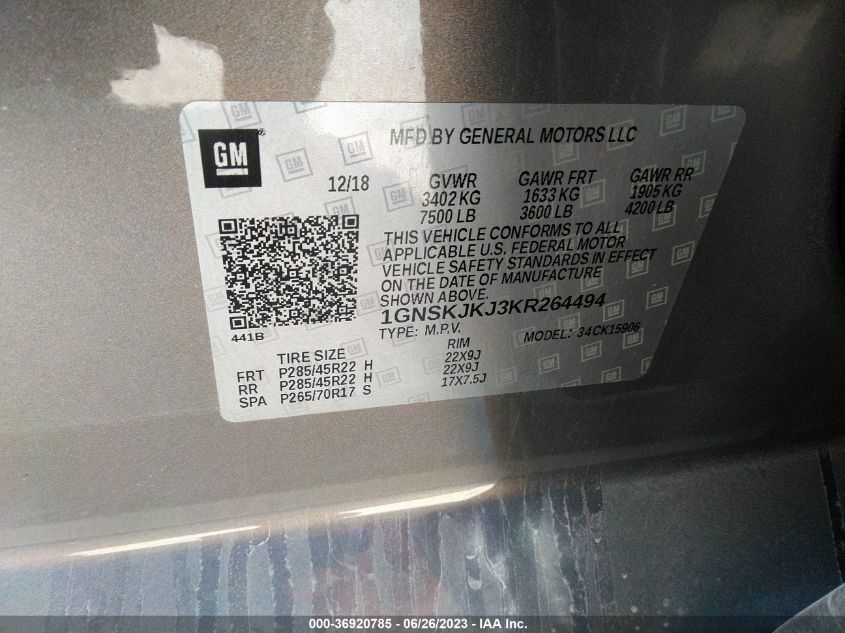 GM
MFD BY GENERAL MOTORS LLC
12/18 GVWR GAWR FRT GAWR RR
3402 KG 1633 KG 1905 KG
7500 LB 3600 LB 4200 LB
THIS VEHICLE CONFORMS TO ALL
APPLICABLE U.S. FEDERAL MOTOR
VEHICLE SAFETY STANDARDS IN EFFECT
ON THE DATE OF MANUFACTURE
SHOWN ABOVE.
1GNSKJKJ3KR264494
441B TYPE: M.P.V. MODEL: 34CK15906
TIRE SIZE RIM
FRT P285/45R22 H 22X9J
RR P285/45R22 H 22X9J
SPA P265/70R17 S 17X7.5J
000-36920785 - 06/26/2023 - IAA Inc.